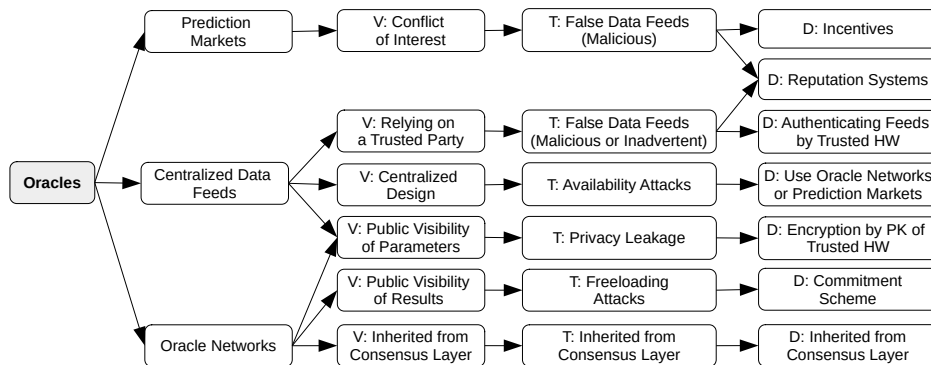 Prediction
Markets
V: Conflict
of Interest
T: False Data Feeds
(Malicious)
D: Incentives
D: Reputation Systems
V: Relying on
a Trusted Party
T: False Data Feeds
(Malicious or Inadvertent)
D: Authenticating Feeds
by Trusted HW
Oracles
Centralized Data
Feeds
V: Centralized
Design
T: Availability Attacks
D: Use Oracle Networks
or Prediction Markets
V: Public Visibility
of Parameters
T: Privacy Leakage
D: Encryption by PK of
Trusted HW
V: Public Visibility
of Results
T: Freeloading
Attacks
D: Commitment
Scheme
Oracle Networks
V: Inherited from
Consensus Layer
T: Inherited from
Consensus Layer
D: Inherited from
Consensus Layer